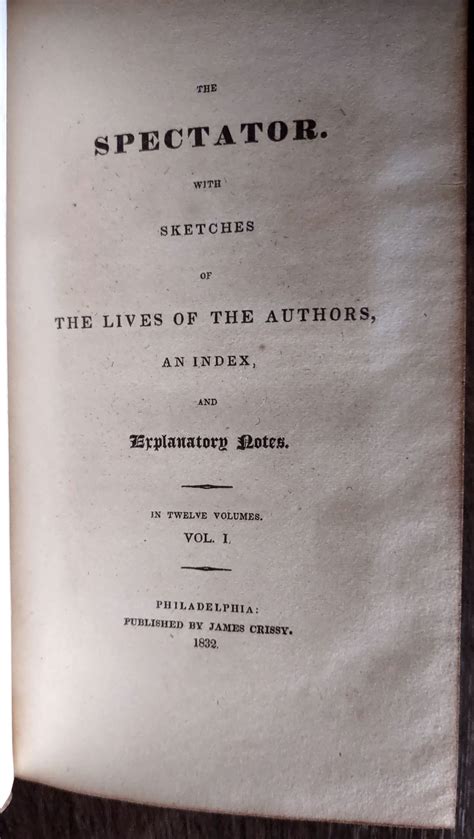 THE
SPECTATOR.
WITH
SKETCHES
OF
THE LIVES OF THE AUTHORS,
AN INDEX,
AND
Explanatory Notes.
IN TWELVE VOLUMES.
VOL. I.
PHILADELPHIA:
PUBLISHED BY JAMES CRISSY.
1832.